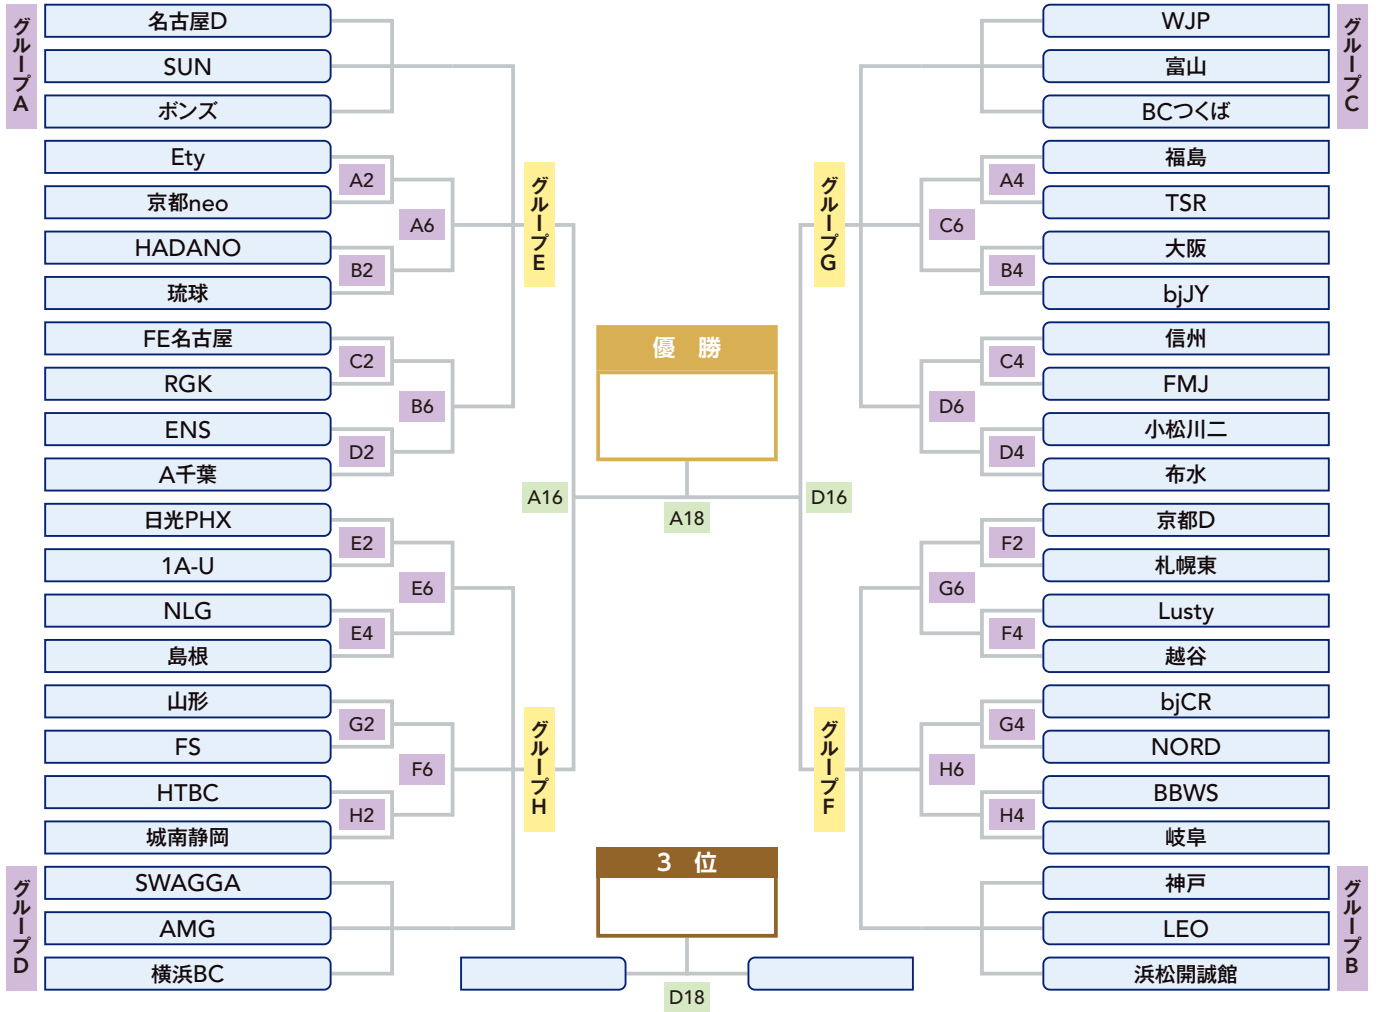 グループA
名古屋D
SUN
ボンズ
Ety
京都neo
HADANO
琉球
FE名古屋
RGK
ENS
A千葉
日光PHX
1A-U
NLG
島根
山形
FS
HTBC
城南静岡
グループD
SWAGGA
AMG
横浜BC
A2
B2
C2
D2
E2
E4
G2
H2
A6
B6
E6
F6
グループE
グループH
A16
優 勝
A18
D16
3 位
D18
グループG
グループF
C6
D6
G6
H6
A4
B4
C4
D4
F2
F4
G4
H4
グループC
WJP
富山
BCつくば
福島
TSR
大阪
bjJY
信州
FMJ
小松川二
布水
京都D
札幌東
Lusty
越谷
bjCR
NORD
BBWS
岐阜
グループB
神戸
LEO
浜松開誠館